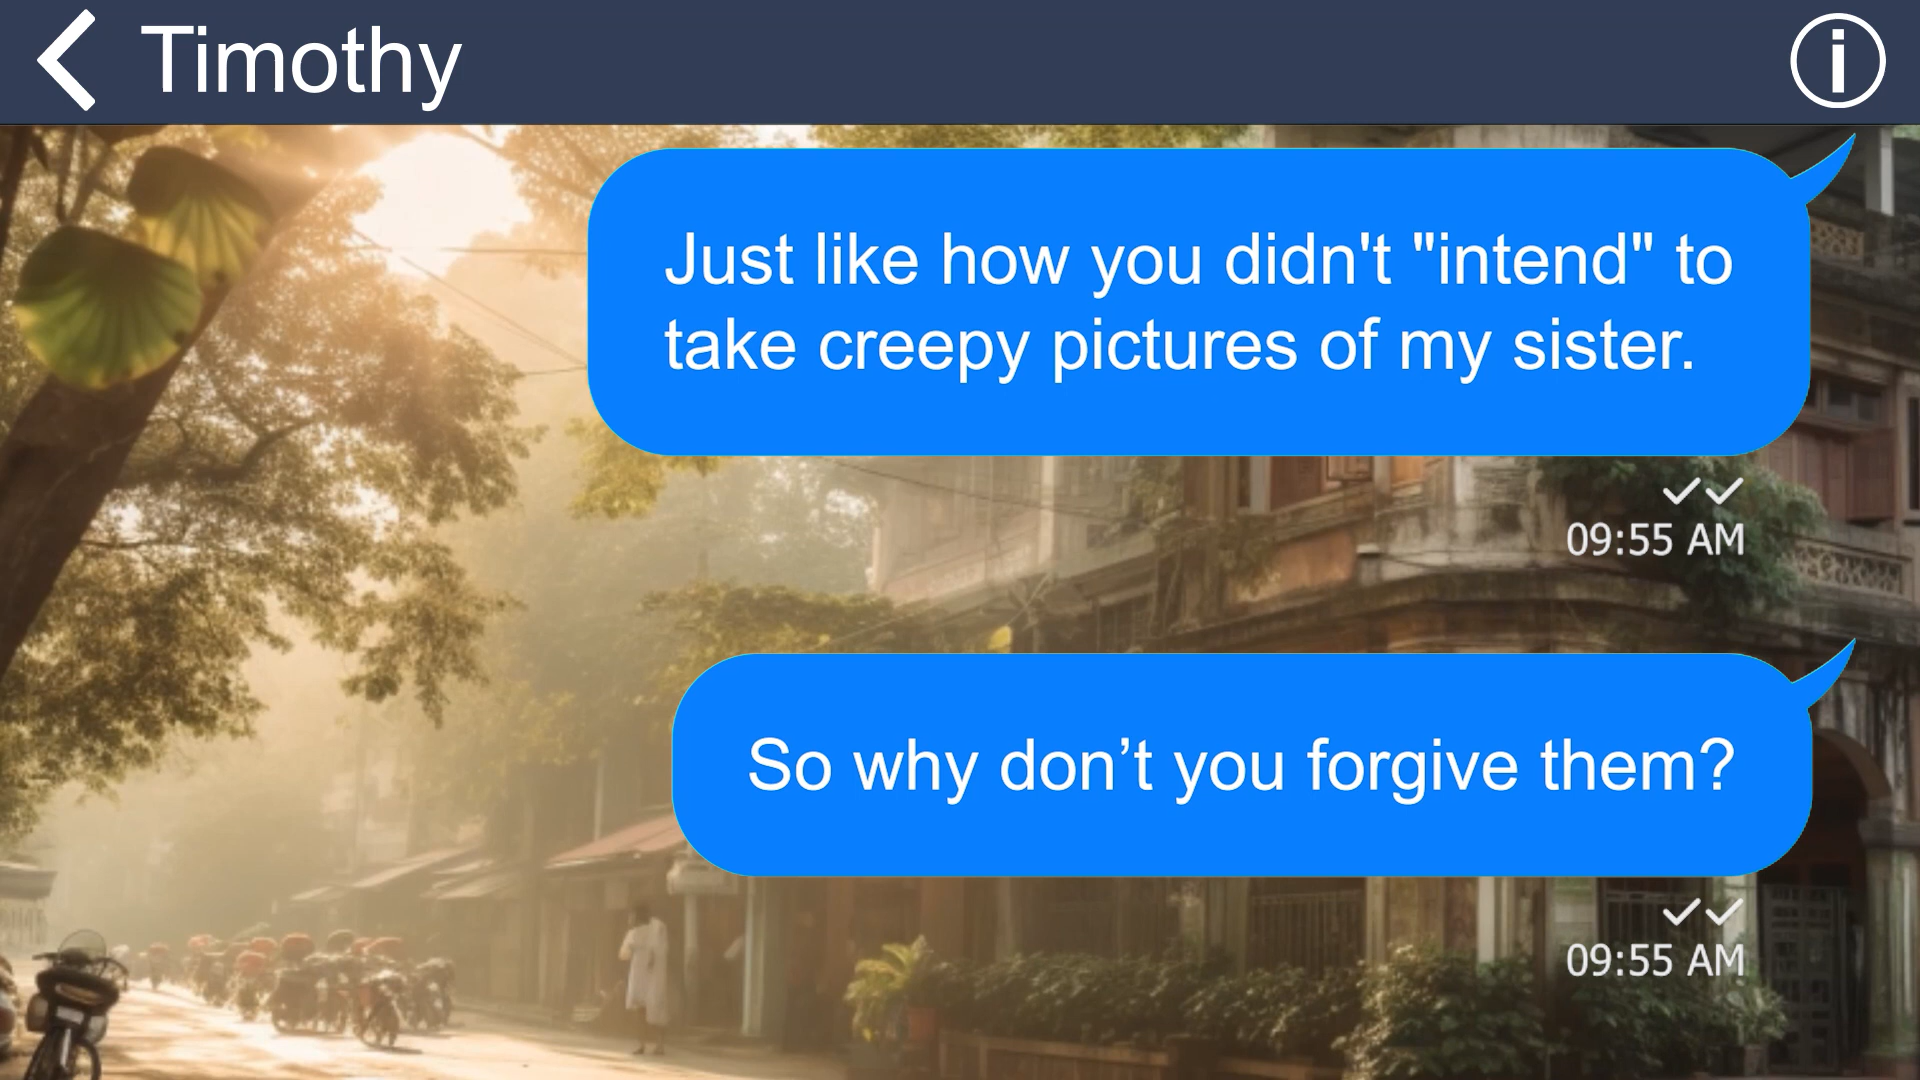 Timothy
Just like how you didn't "intend" to
take creepy pictures of my sister.
09:55 AM
So why don’t you forgive them?
09:55 AM